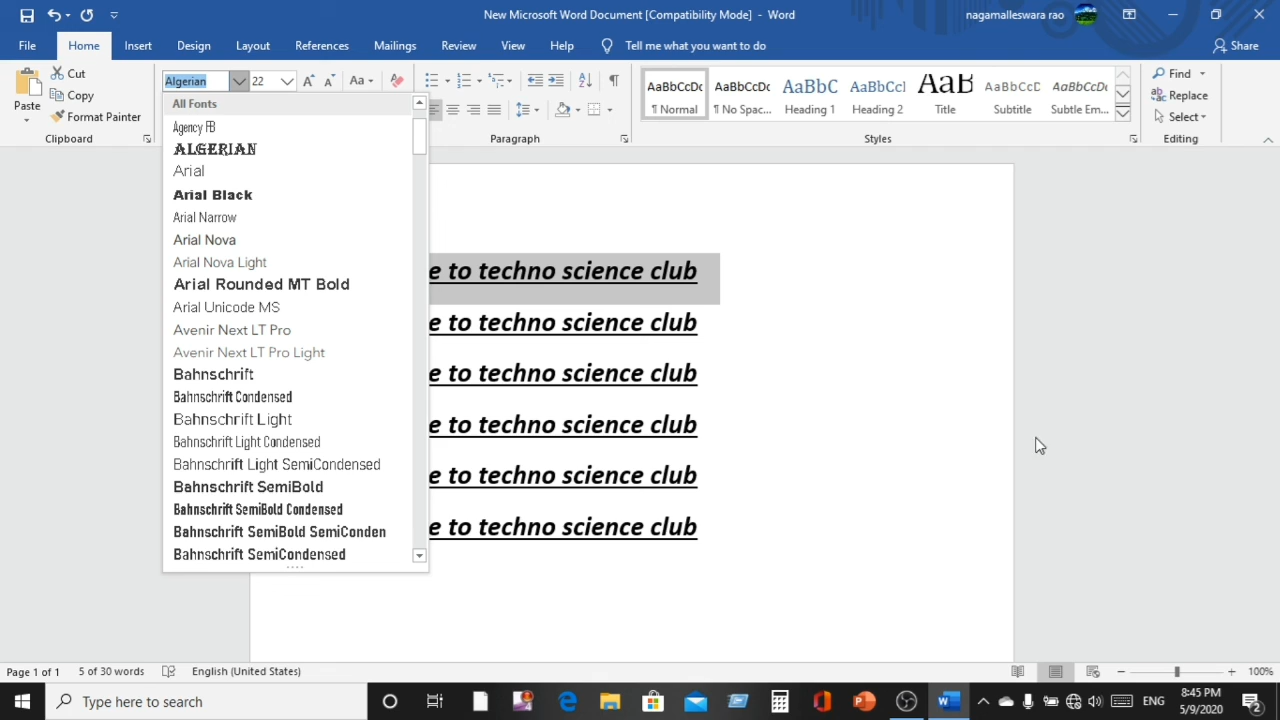 New Microsoft Word Document [Compatibility Mode] - Word
nagamalleswara rao
File Home Insert Design Layout References Mailings Review View Help Tell me what you want to do Share
Paste
Cut
Copy
Format Painter
Clipboard
Algerian 22 Aa
Paragraph
AaBbCcDc ¶ Normal
AaBbCcDc ¶ No Spac...
AaBbC Heading 1
AaBbCcl Heading 2
AaB Title
AaBbCcD Subtitle
AaBbCcDc Subtle Em...
Styles
Find
Replace
Select
Editing
All Fonts
Agency FB
ALGERIAN
Arial
Arial Black
Arial Narrow
Arial Nova
Arial Nova Light
Arial Rounded MT Bold
Arial Unicode MS
Avenir Next LT Pro
Avenir Next LT Pro Light
Bahnschrift
Bahnschrift Condensed
Bahnschrift Light
Bahnschrift Light Condensed
Bahnschrift Light SemiCondensed
Bahnschrift SemiBold
Bahnschrift SemiBold Condensed
Bahnschrift SemiBold SemiConden
Bahnschrift SemiCondensed
e to techno science club
e to techno science club
e to techno science club
e to techno science club
e to techno science club
e to techno science club
Page 1 of 1 5 of 30 words English (United States) 100%
Type here to search
ENG
8:45 PM
5/9/2020
2